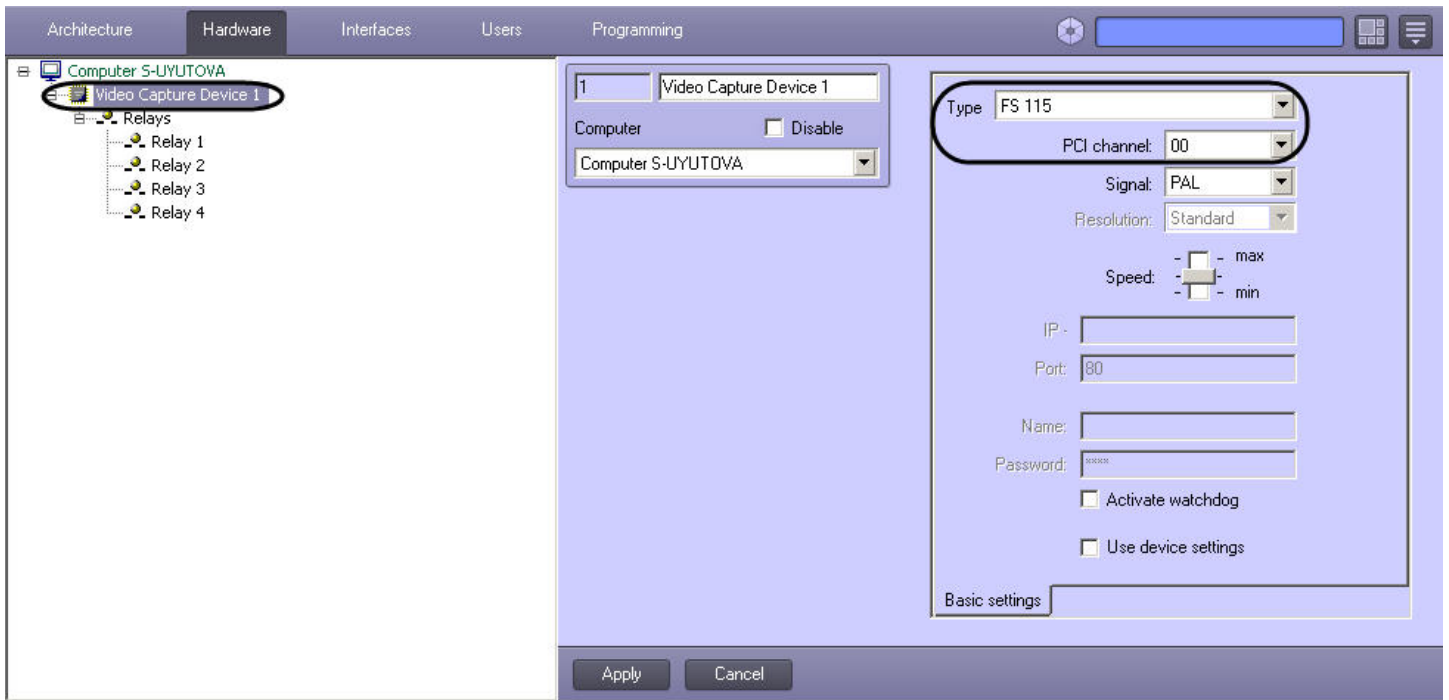 Architecture Hardware Interfaces Users Programming
Computer S-UYUTOVA
Video Capture Device 1
Relays
Relay 1
Relay 2
Relay 3
Relay 4
1 Video Capture Device 1
Computer Disable
Computer S-UYUTOVA
Type FS 115
PCI channel: 00
Signal: PAL
Resolution: Standard
Speed: max
min
IP -
Port: 80
Name:
Password: ****
Activate watchdog
Use device settings
Basic settings
Apply Cancel